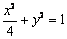 x²/4 + y² = 1